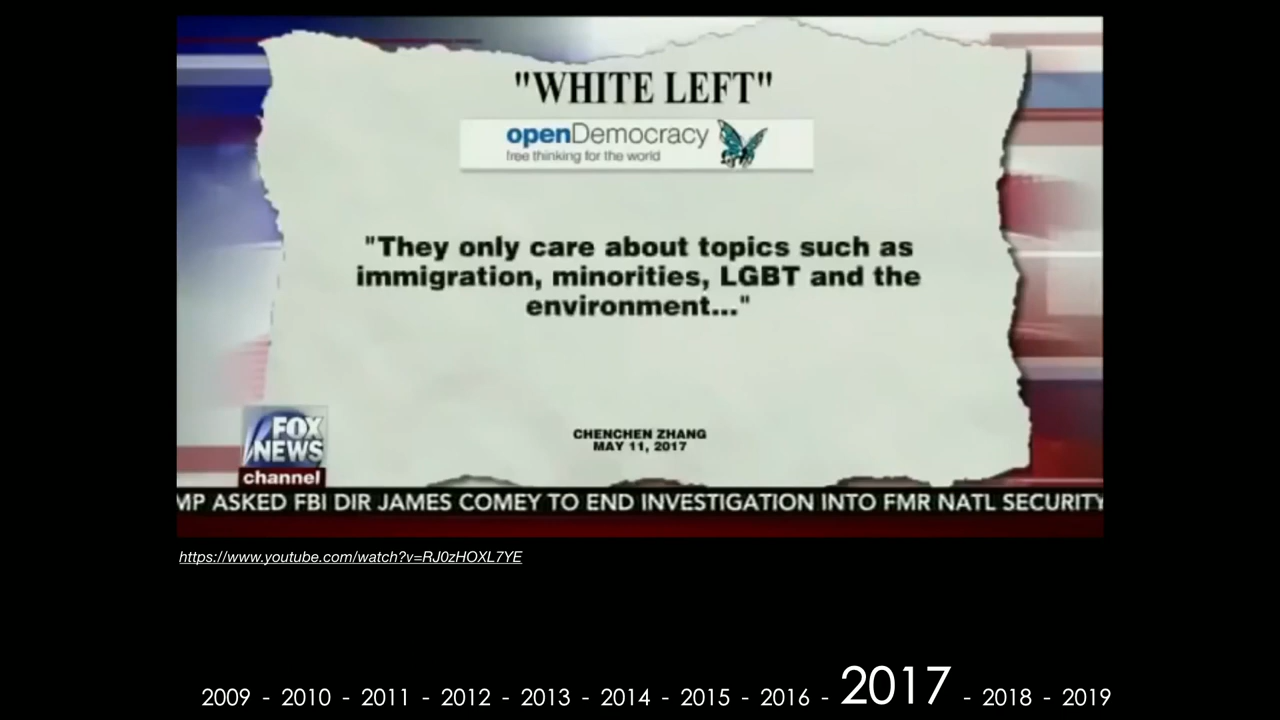 "WHITE LEFT"
openDemocracy
free thinking for the world
"They only care about topics such as
immigration, minorities, LGBT and the
environment..."
CHENCHEN ZHANG
MAY 11, 2017
FOX
NEWS
channel
MP ASKED FBI DIR JAMES COMEY TO END INVESTIGATION INTO FMR NATL SECURITY
https://www.youtube.com/watch?v=RJ0zHOXL7YE
2009 - 2010 - 2011 - 2012 - 2013 - 2014 - 2015 - 2016 - 2017 - 2018 - 2019